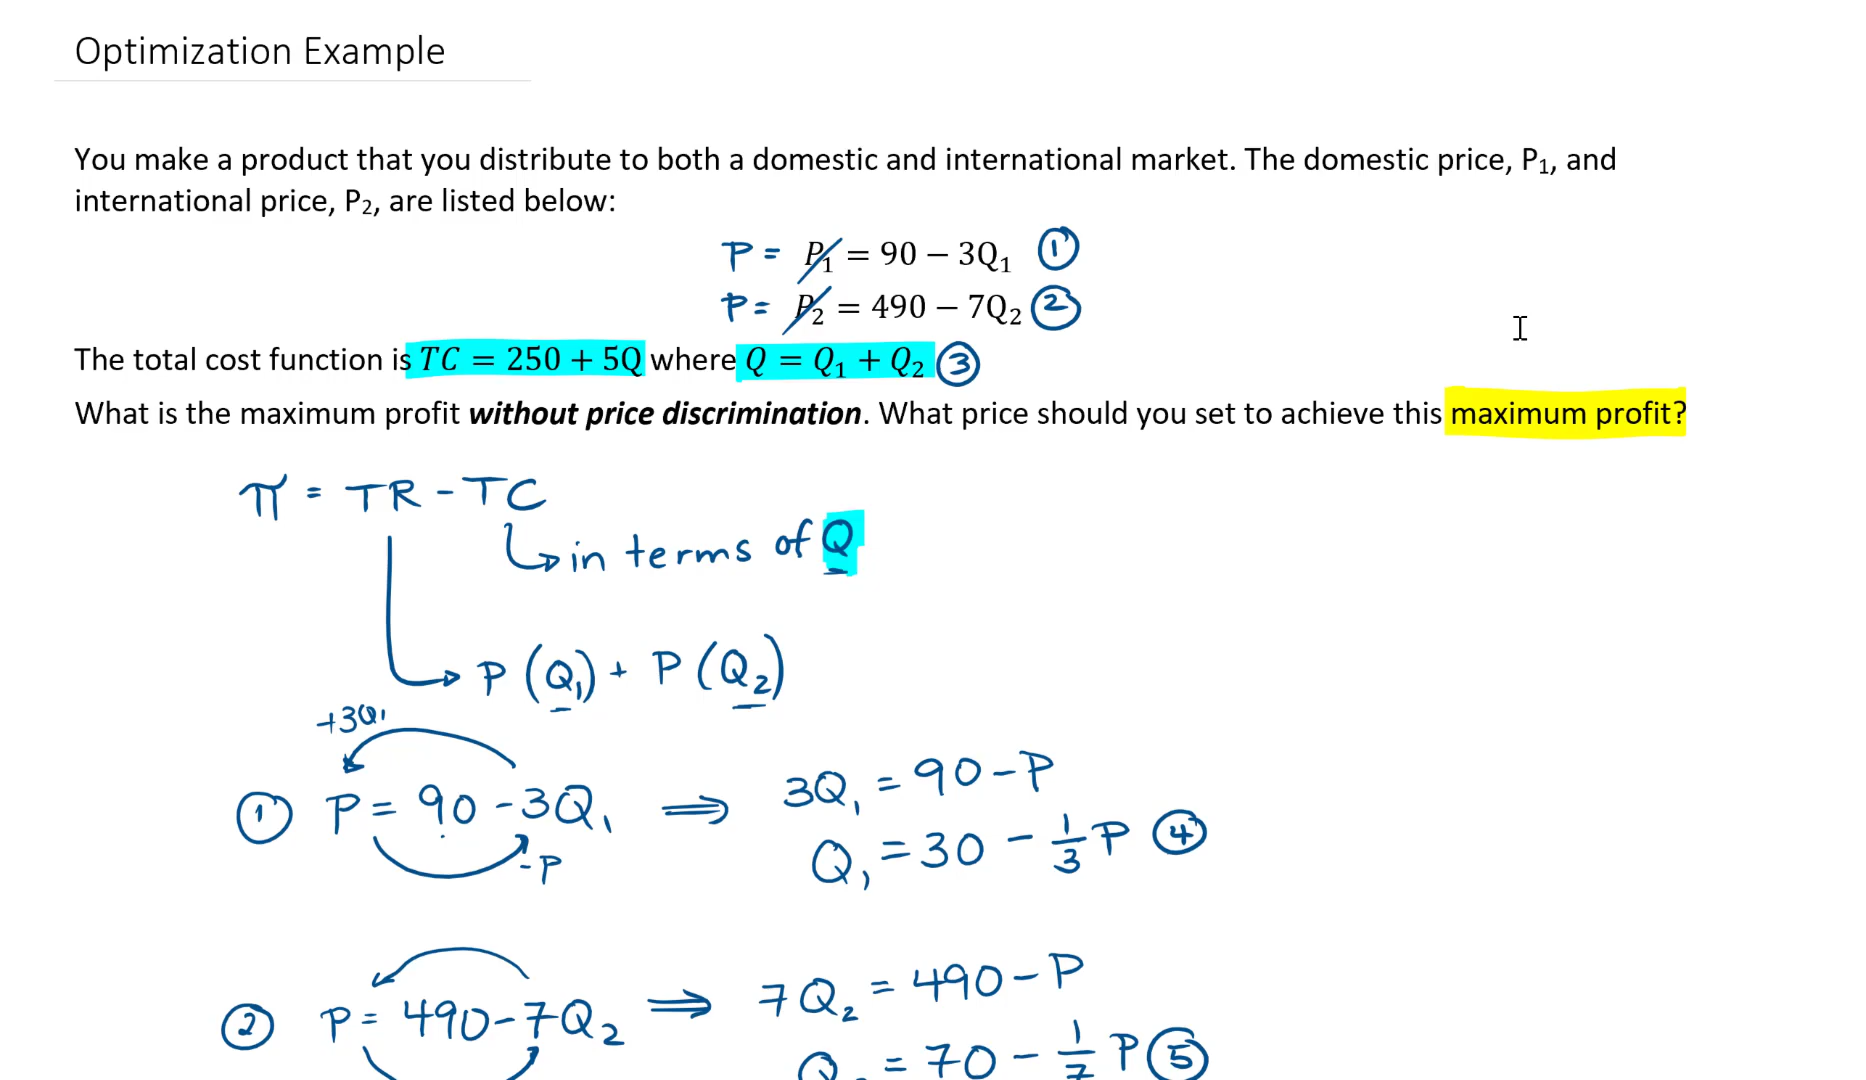 Optimization Example
You make a product that you distribute to both a domestic and international market. The domestic price, P₁, and
international price, P₂, are listed below:
P = P₁ = 90 − 3Q₁ ①
P = P₂ = 490 − 7Q₂ ②
The total cost function is TC = 250 + 5Q where Q = Q₁ + Q₂ ③
What is the maximum profit without price discrimination. What price should you set to achieve this maximum profit?
π = TR - TC
in terms of Q
P (Q₁) + P (Q₂)
+3Q₁
① P = 90 - 3Q₁ ⟹ 3Q₁ = 90 - P
-P
Q₁ = 30 - 1/3 P ④
② P = 490 - 7Q₂ ⟹ 7Q₂ = 490 - P
= 70 - 1/7 P ⑤